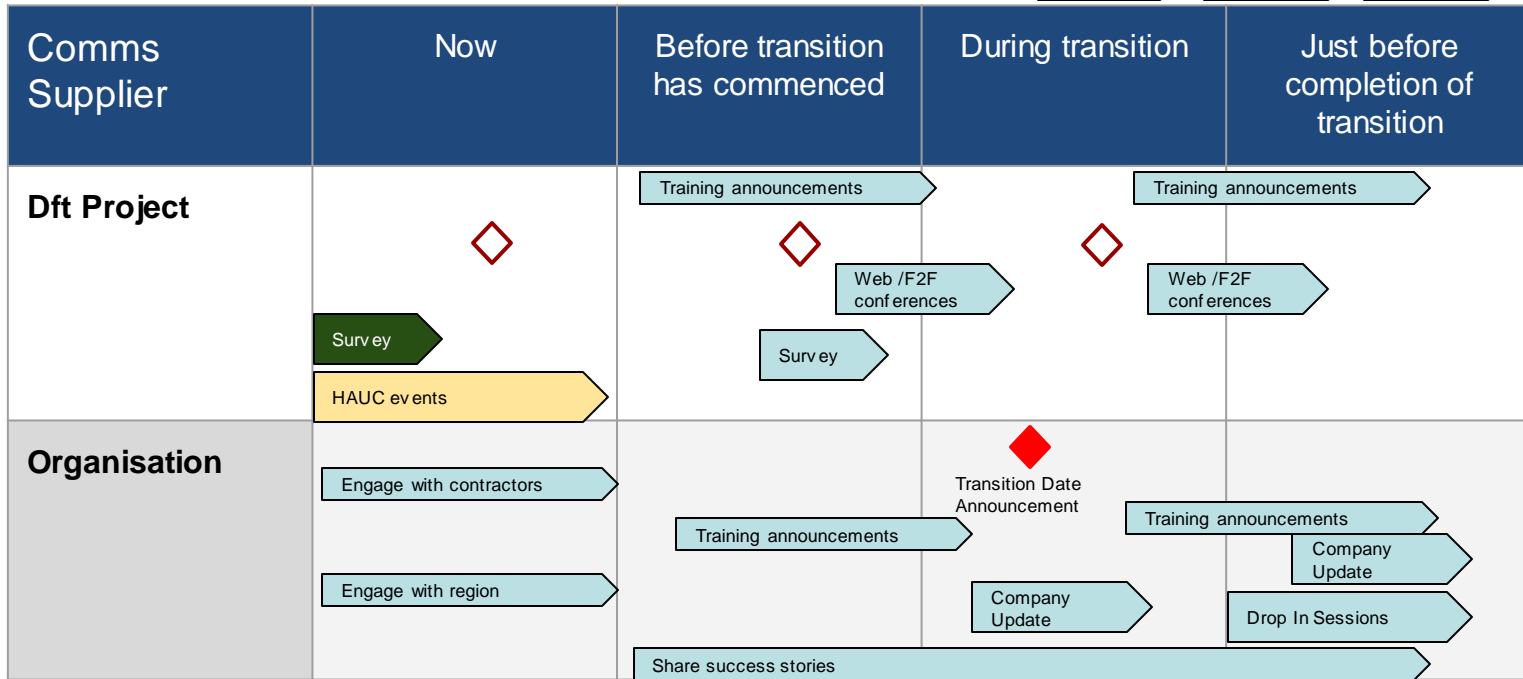 Comms
Supplier
Now
Before transition
has commenced
During transition
Just before
completion of
transition
Dft Project
Training announcements
Training announcements
Web /F2F
conferences
Web /F2F
conferences
Survey
Survey
HAUC events
Organisation
Transition Date
Announcement
Engage with contractors
Training announcements
Training announcements
Company
Update
Engage with region
Company
Update
Drop In Sessions
Share success stories